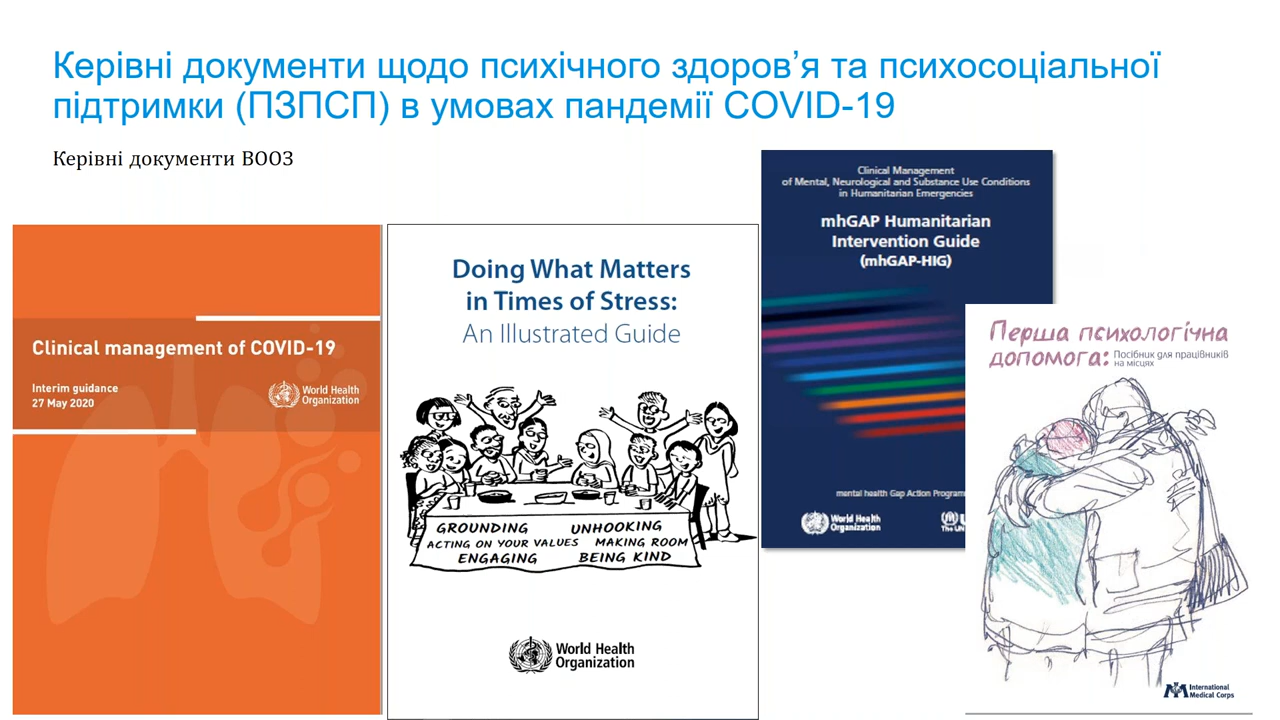 Керівні документи щодо психічного здоров’я та психосоціальної
підтримки (ПЗПСП) в умовах пандемії COVID-19
Керівні документи ВООЗ
Clinical management of COVID-19
Interim guidance
27 May 2020
World Health
Organization
Doing What Matters
in Times of Stress:
An Illustrated Guide
GROUNDING UNHOOKING
ACTING ON YOUR VALUES MAKING ROOM
ENGAGING BEING KIND
World Health
Organization
Clinical Management
of Mental, Neurological and Substance Use Conditions
in Humanitarian Emergencies
mhGAP Humanitarian
Intervention Guide
(mhGAP-HIG)
mental health Gap Action
World Health
Organization
Перша психологічна
допомога: Посібник для працівників
на місцях
International
Medical Corps